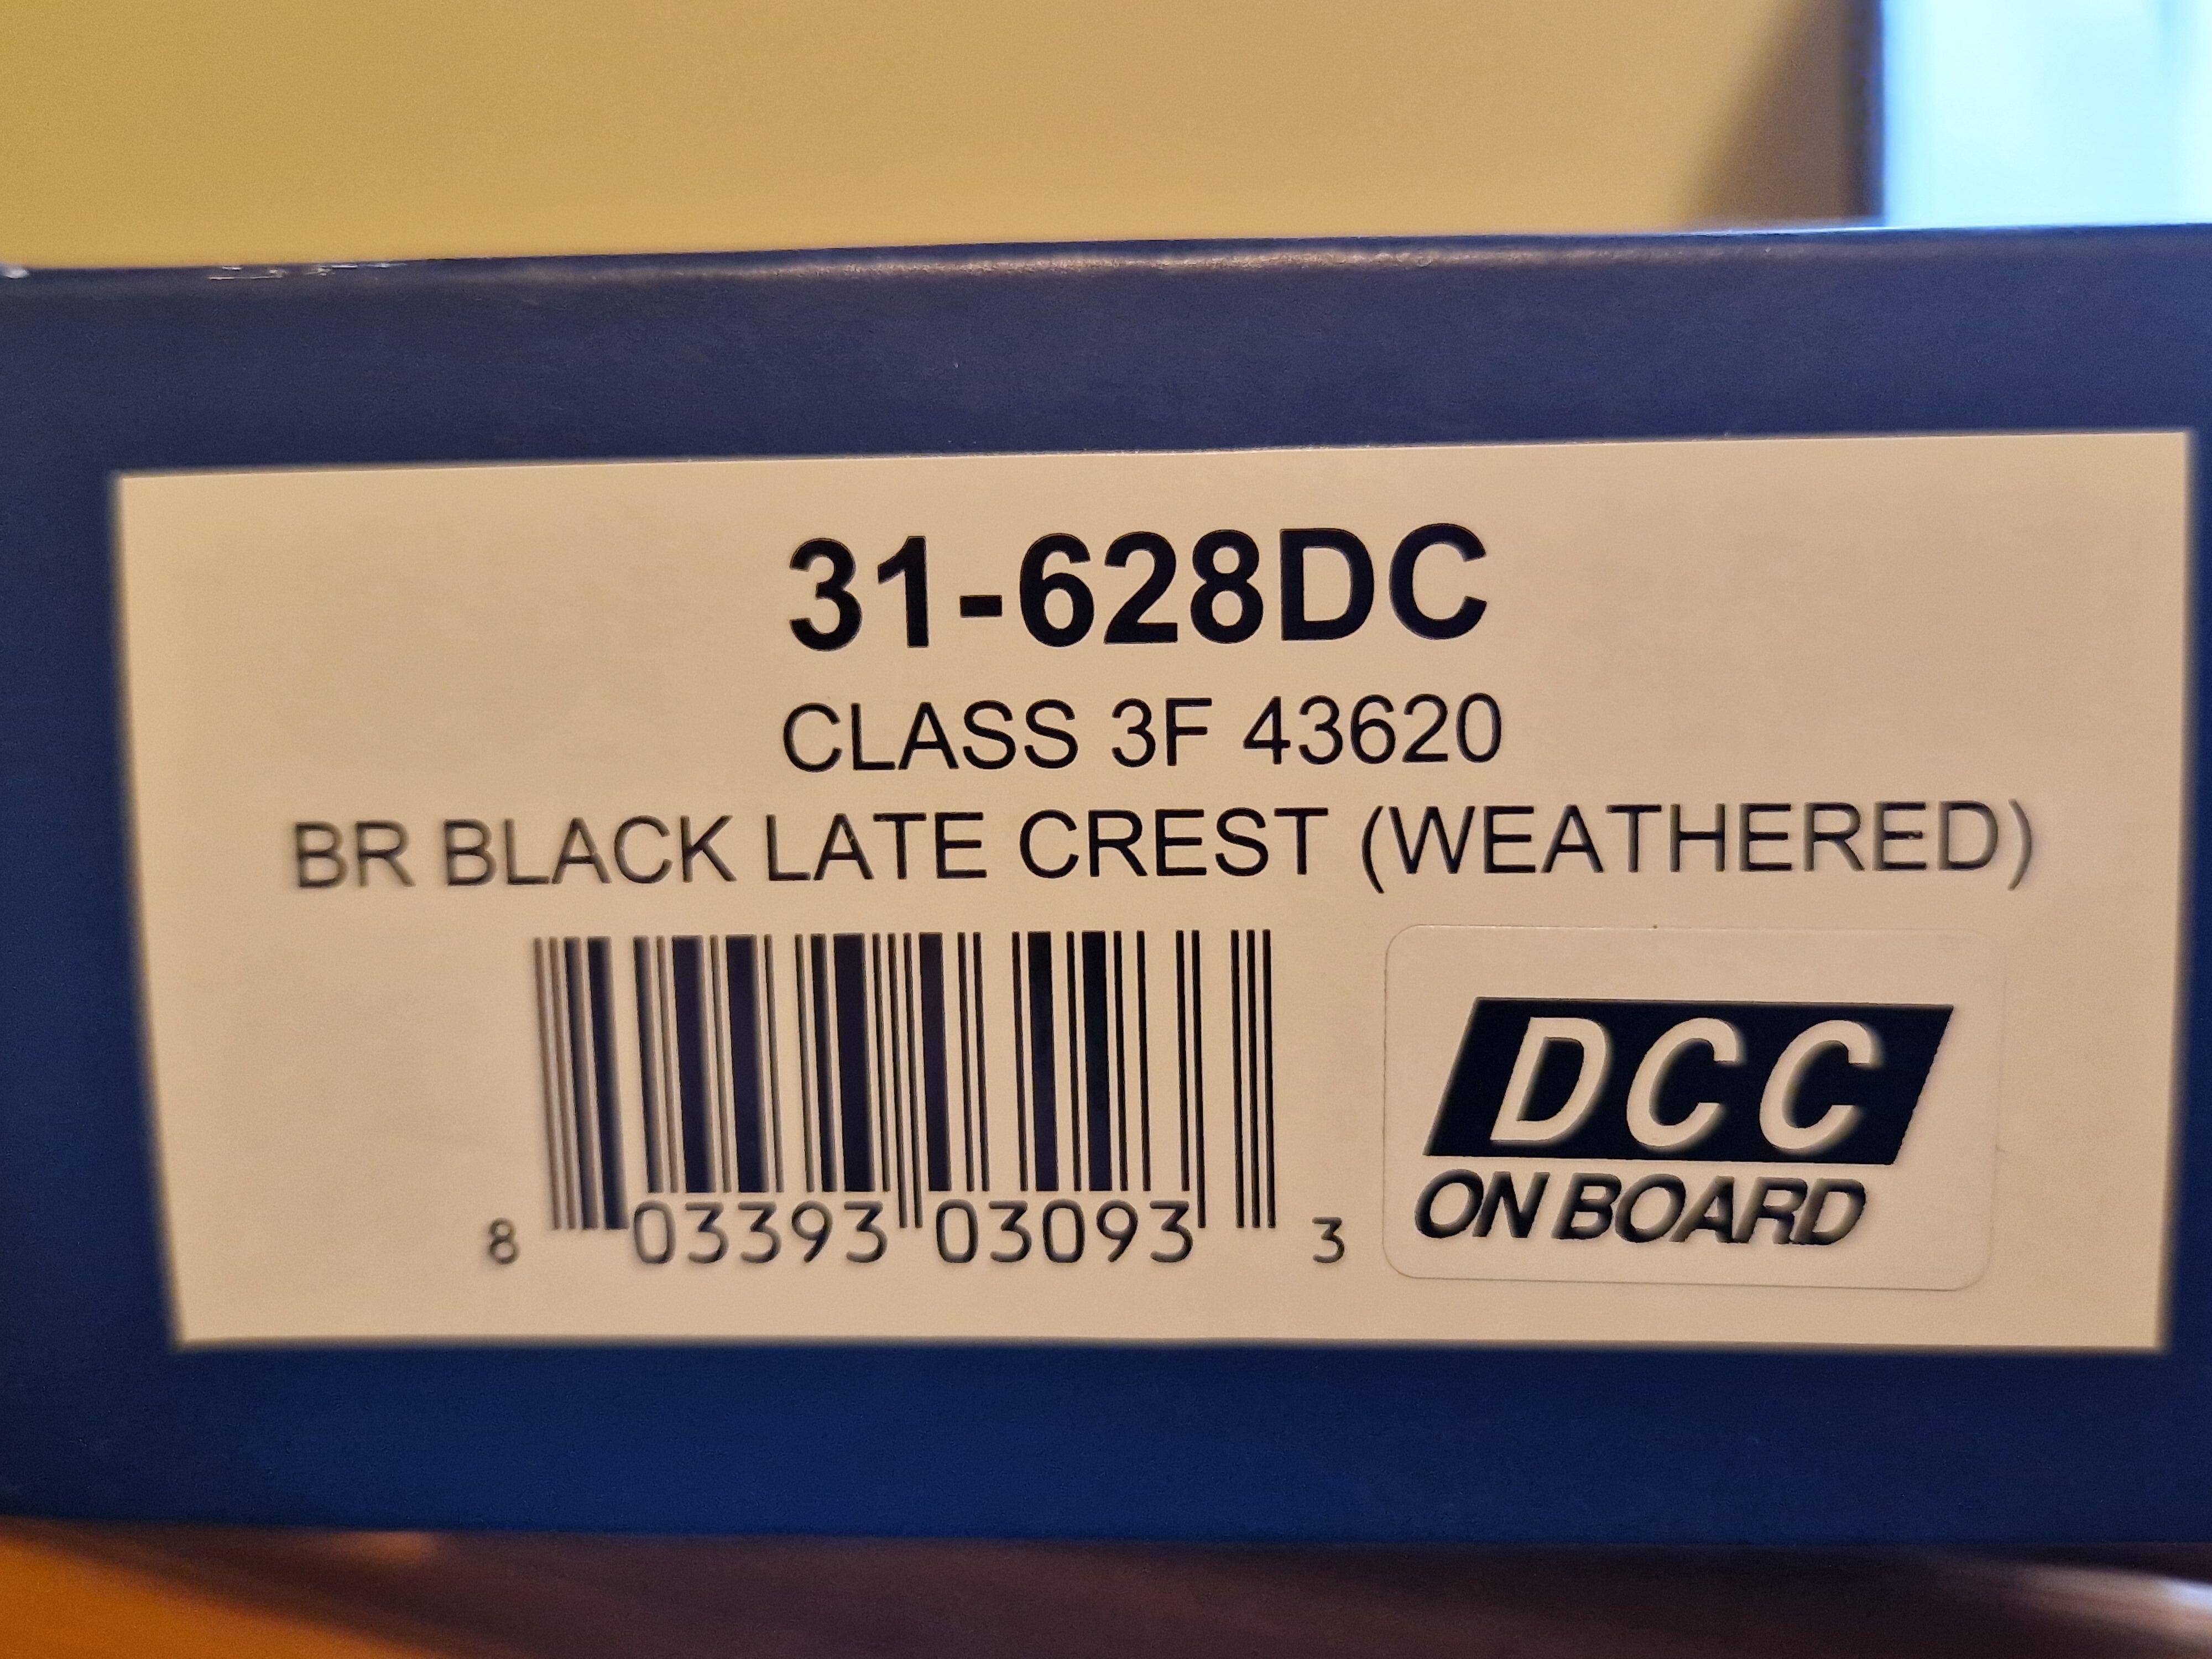 31-628DC
CLASS 3F 43620
BR BLACK LATE CREST (WEATHERED)
8 03393 03093 3
DCC
ON BOARD